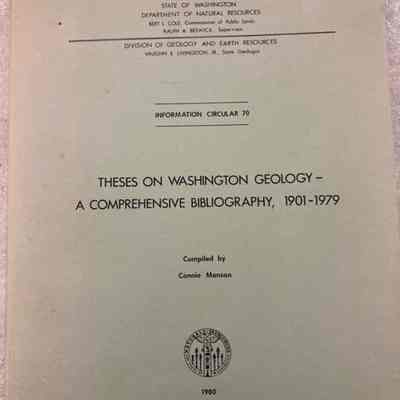 STATE OF WASHINGTON
DEPARTMENT OF NATURAL RESOURCES
BERT L. COLE, Commissioner of Public Lands
RALPH A. BESWICK, Supervisor
DIVISION OF GEOLOGY AND EARTH RESOURCES
VAUGHN E. LIVINGSTON, JR., State Geologist
INFORMATION CIRCULAR 70
THESES ON WASHINGTON GEOLOGY –
A COMPREHENSIVE BIBLIOGRAPHY, 1901-1979
Compiled by
Connie Manson
1980